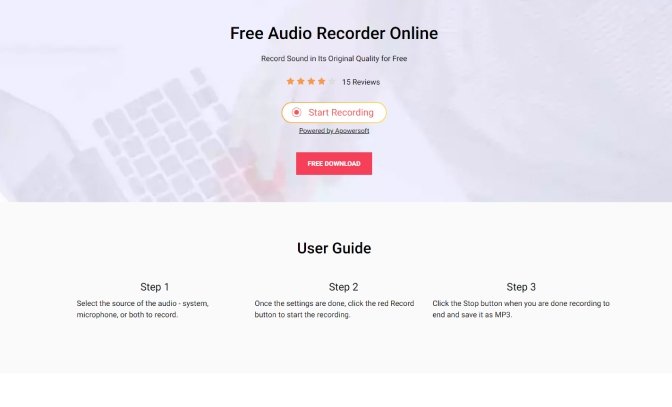 Free Audio Recorder Online
Record Sound in Its Original Quality for Free
15 Reviews
Start Recording
Powered by Apowersoft
FREE DOWNLOAD
User Guide
Step 1
Select the source of the audio - system,
microphone, or both to record.
Step 2
Once the settings are done, click the red Record
button to start the recording.
Step 3
Click the Stop button when you are done recording to
end and save it as MP3.